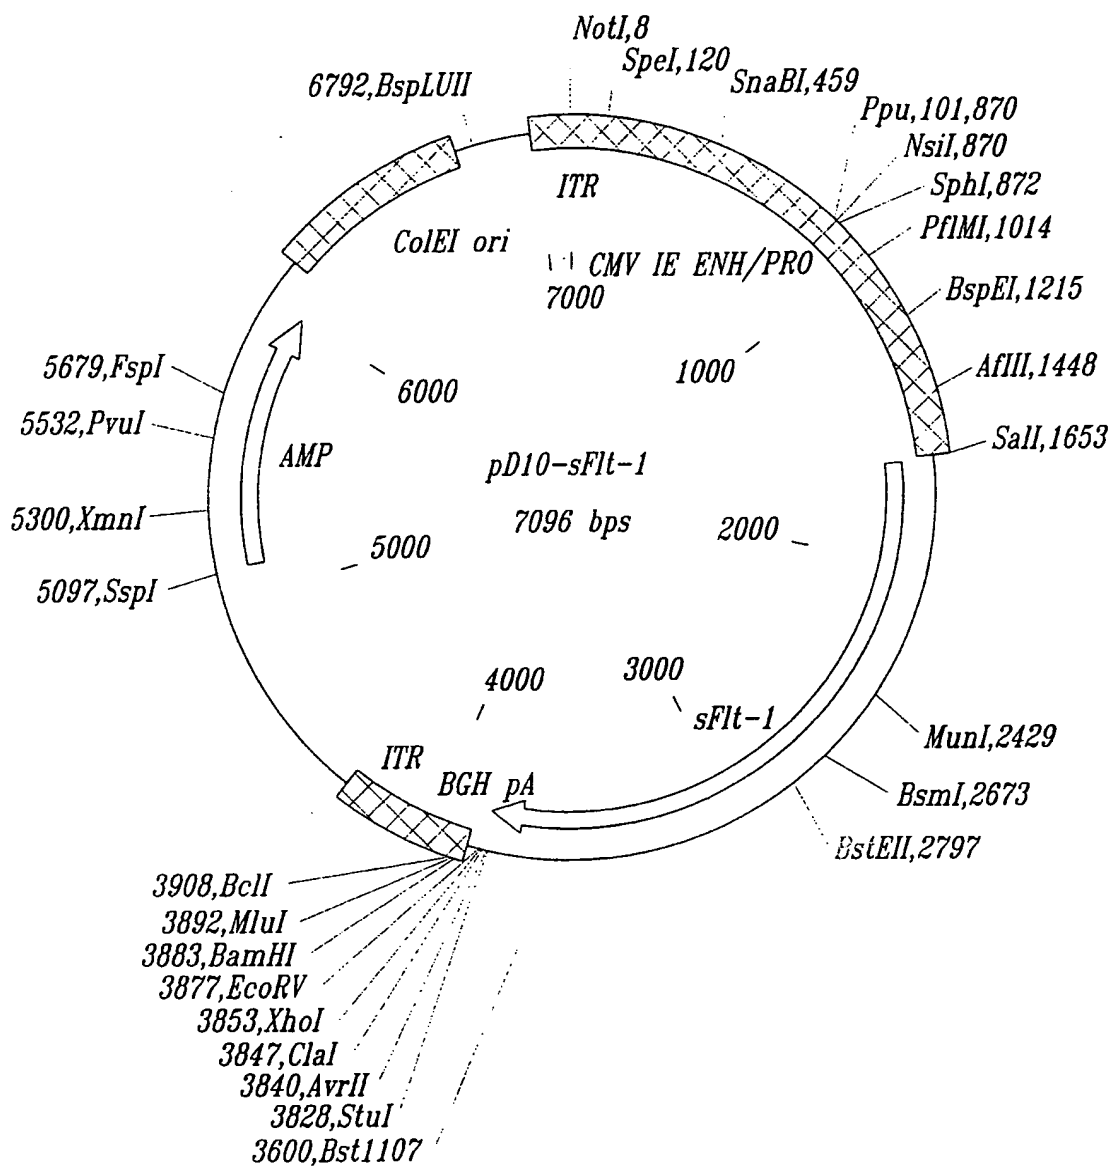 NotI,8
SpeI,120
SnaBI,459
6792,BspLUII
Ppu,101,870
NsiI,870
SphI,872
ITR
PflMI,1014
ColEI ori
CMV IE ENH/PRO
7000
BspEI,1215
5679,FspI
6000
1000
AflII,1448
5532,PvuI
AMP
SalI,1653
pD10-sFlt-1
5300,XmnI
7096 bps
2000
5000
5097,SspI
4000
3000
sFlt-1
MunI,2429
ITR
BGH pA
BsmI,2673
BstEII,2797
3908,BclI
3892,MluI
3883,BamHI
3877,EcoRV
3853,XhoI
3847,ClaI
3840,AvrII
3828,StuI
3600,Bst1107